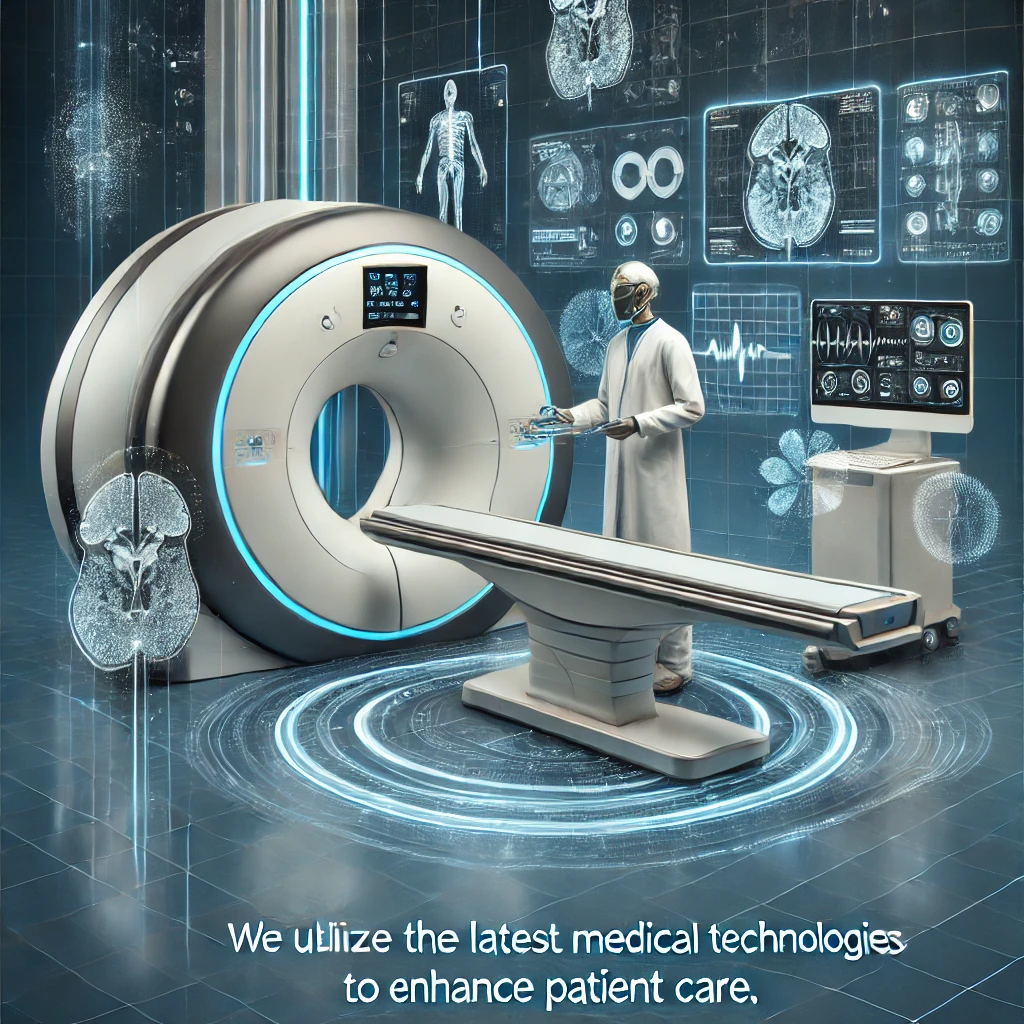 We utilize the latest medical technologies
to enhance patient care,